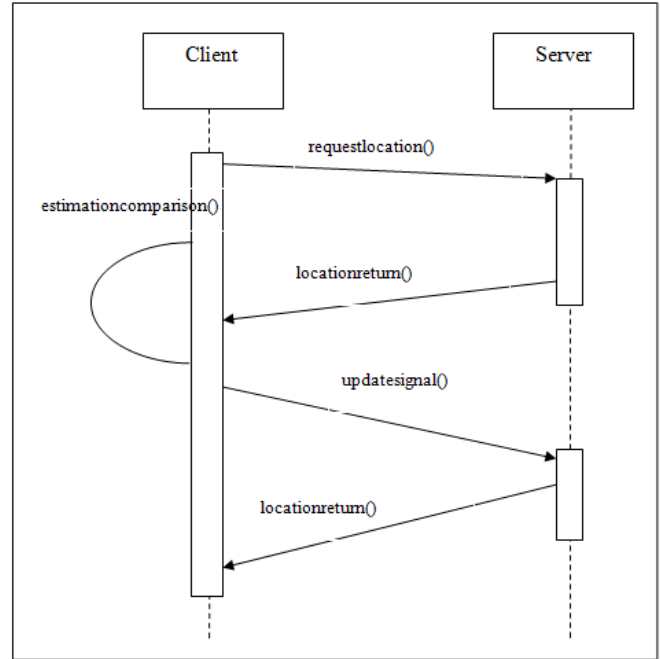 Client
Server
requestlocation()
estimationcomparison()
locationreturn()
updatesignal()
locationreturn()